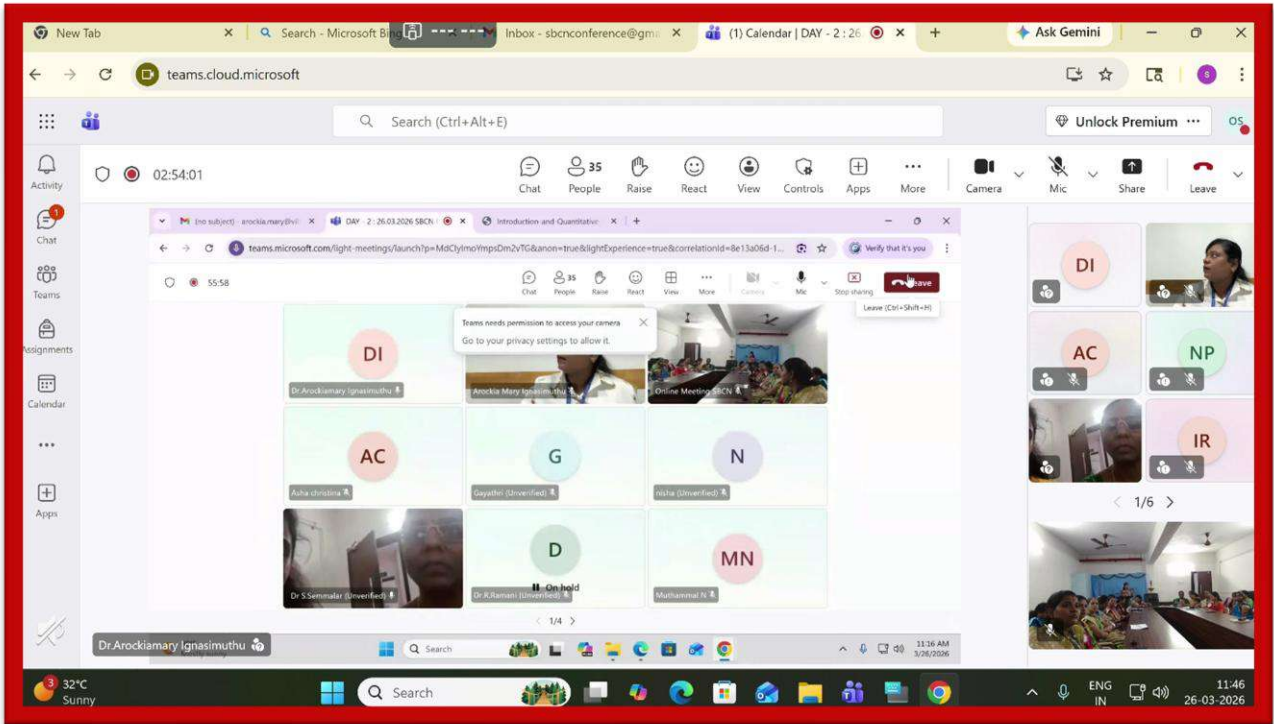 New Tab
Search - Microsoft Bing
Inbox - sbcnconference@gma
(1) Calendar | DAY - 2 : 26
Ask Gemini
teams.cloud.microsoft
S
Search (Ctrl+Alt+E)
Unlock Premium
OS
Activity
Chat
1
Teams
Assignments
Calendar
Apps
02:54:01
Chat
35
People
Raise
React
View
Controls
Apps
More
Camera
Mic
Share
Leave
(no subject) - arockia.mary@vil
DAY - 2 : 26.03.2026 SBCN
Introduction and Quantitative
teams.microsoft.com/light-meetings/launch?p=MdClyImoYmpsDm2vTG&anon=true&lightExperience=true&correlationId=8e13a06d-1...
Verify that it's you
55:58
Chat
35
People
Raise
React
View
More
Camera
Mic
Stop sharing
Leave
Leave (Ctrl+Shift+H)
Teams needs permission to access your camera
Go to your privacy settings to allow it.
DI
Dr.Arockiamary Ignasimuthu
Arockia Mary Ignasimuthu
Online Meeting SBCN
AC
Asha christina
G
Gayathri (Unverified)
N
nisha (Unverified)
Dr S.Semmalar (Unverified)
D
On hold
Dr.R.Ramani (Unverified)
MN
Muthammal N
1/4
Search
11:16 AM
3/26/2026
Dr.Arockiamary Ignasimuthu
DI
AC
NP
IR
1/6
3
32°C
Sunny
Search
ENG
IN
11:46
26-03-2026